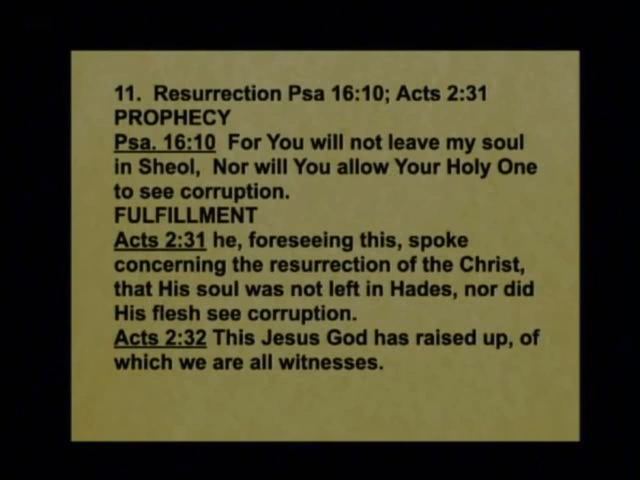 11.  Resurrection Psa 16:10; Acts 2:31
PROPHECY
Psa. 16:10  For You will not leave my soul
in Sheol,  Nor will You allow Your Holy One
to see corruption.
FULFILLMENT
Acts 2:31 he, foreseeing this, spoke
concerning the resurrection of the Christ,
that His soul was not left in Hades, nor did
His flesh see corruption.
Acts 2:32 This Jesus God has raised up, of
which we are all witnesses.